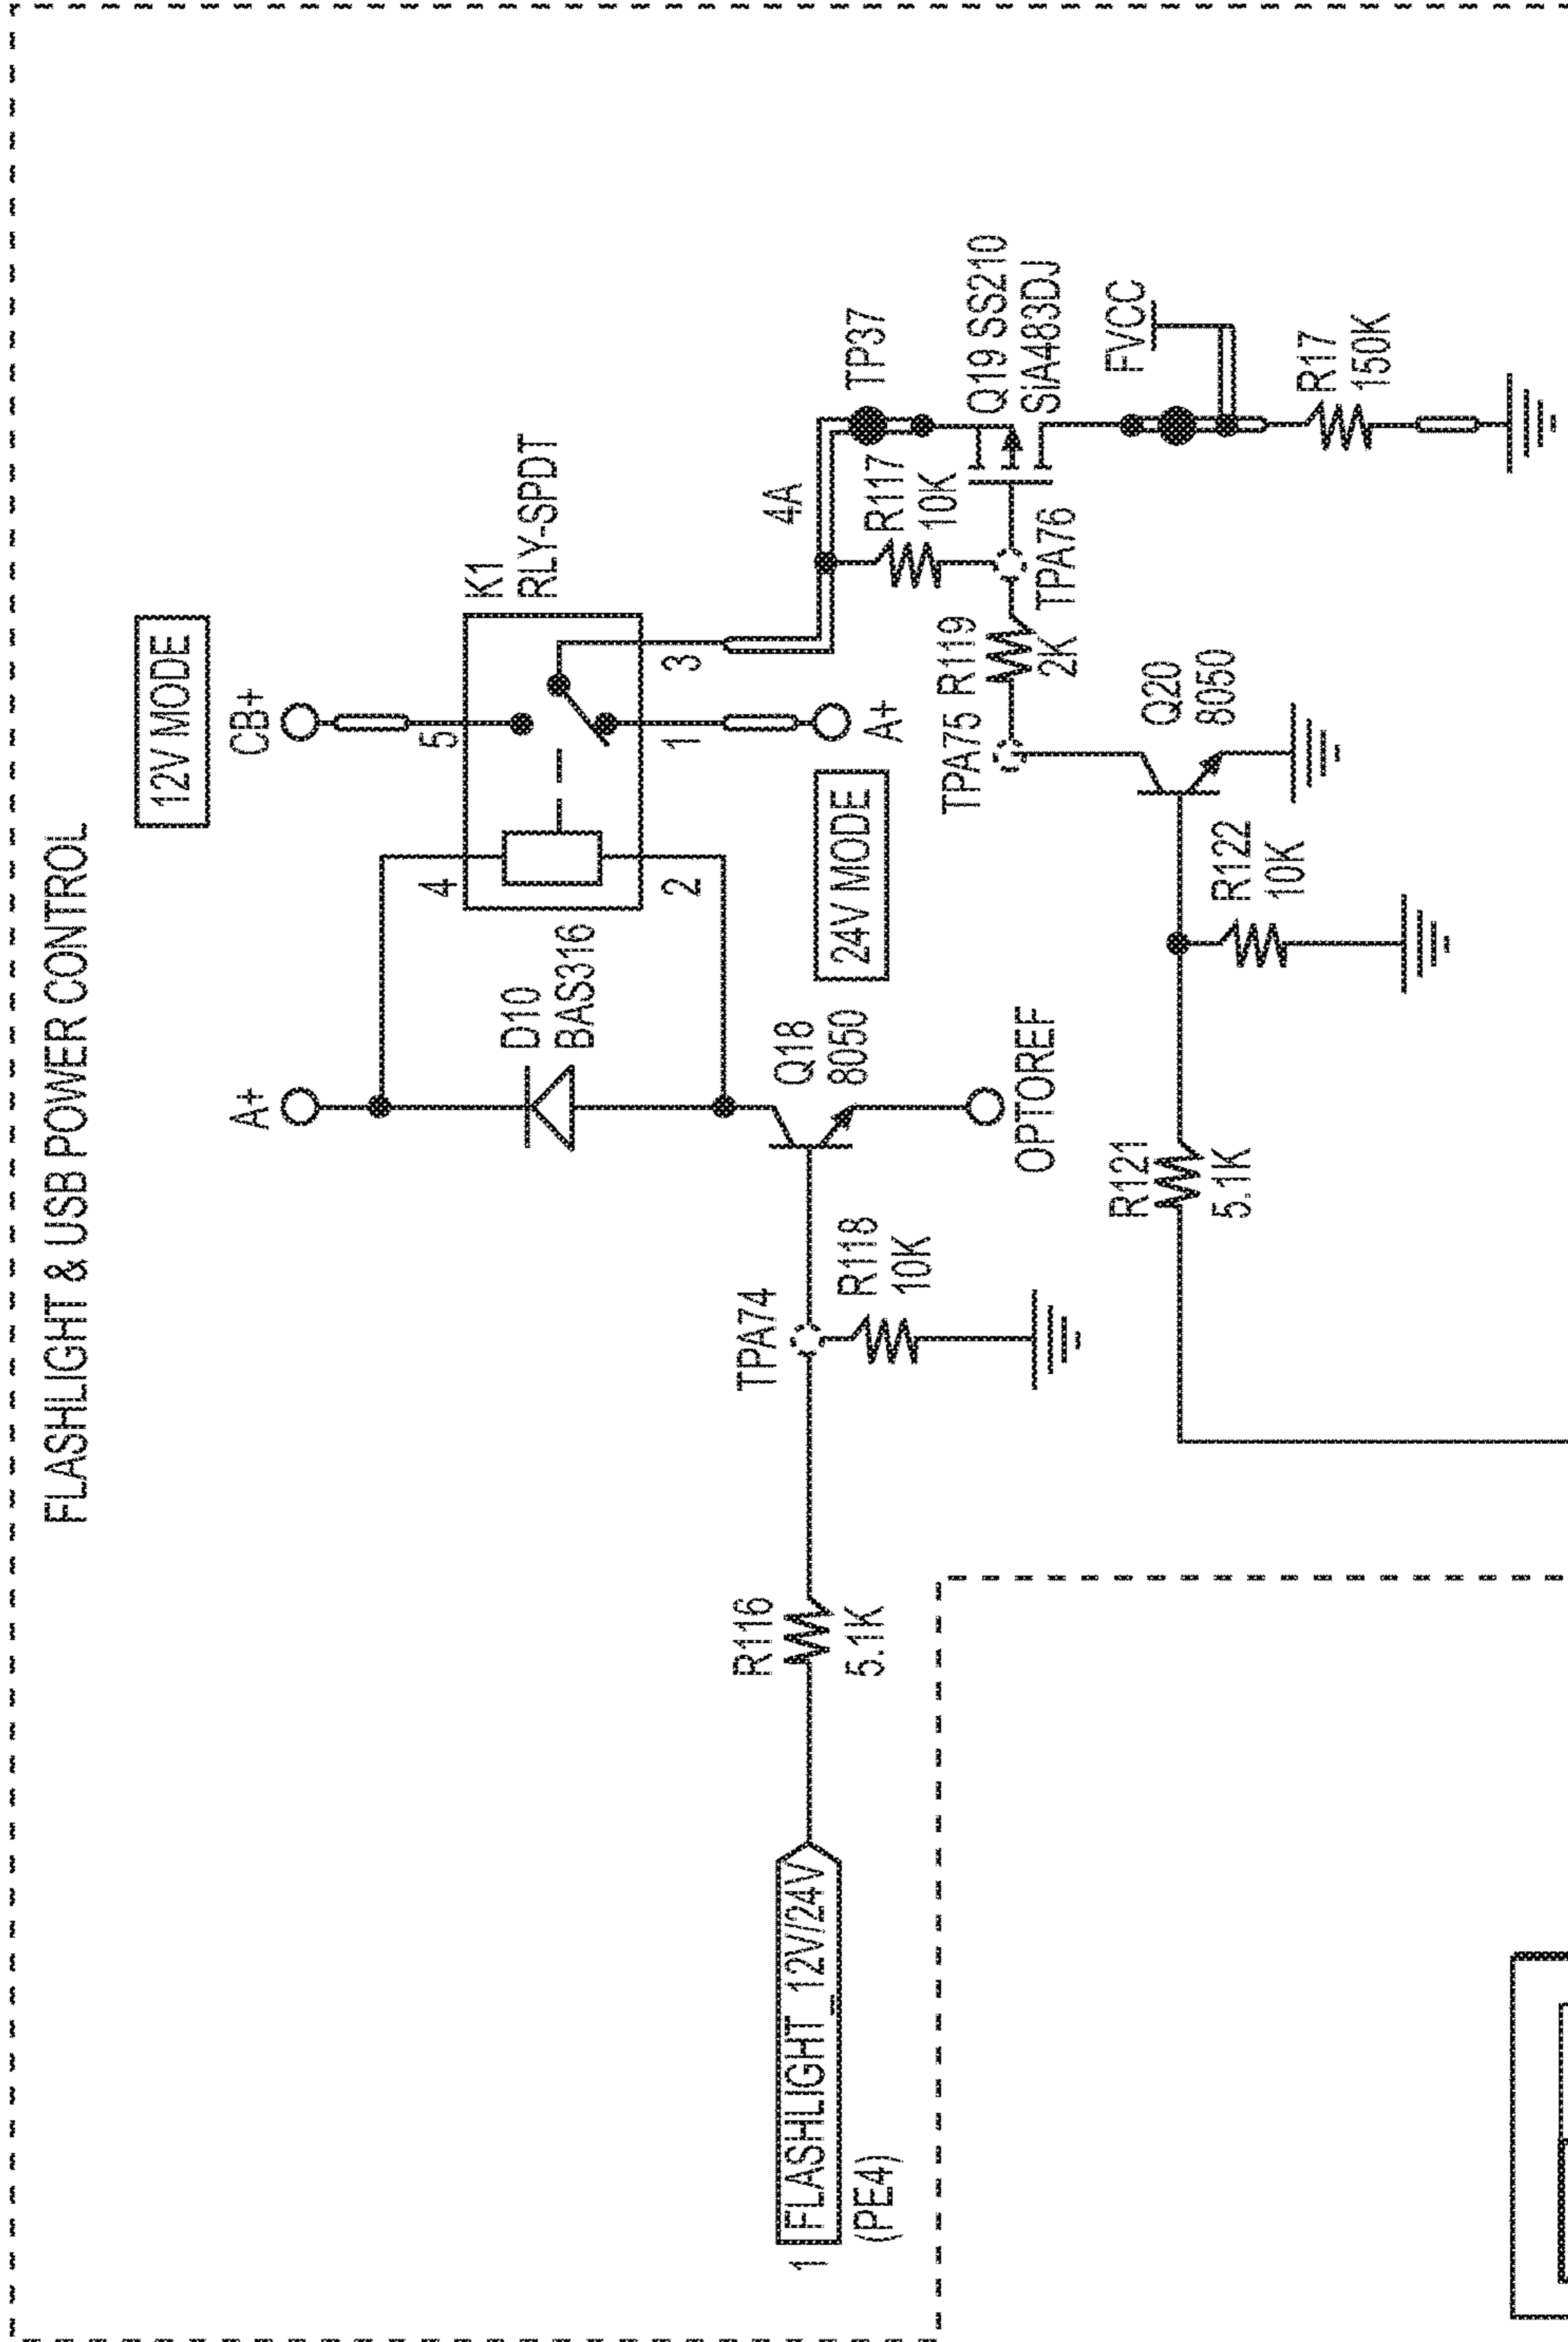 FLASHLIGHT & USB POWER CONTROL
12V MODE
A+
CB+
D10
BAS316
4
5
K1
RLY-SPDT
2
1
3
24V MODE
A+
4A
TP37
Q18
8050
OPTOREF
TPA74
R118
10K
R116
5.1K
1 FLASHLIGHT_12V/24V
(PE4)
R117
10K
Q19 SS210
SiA483DJ
TPA75
R119
2K
TPA76
FVCC
Q20
8050
R121
5.1K
R122
10K
R17
150K